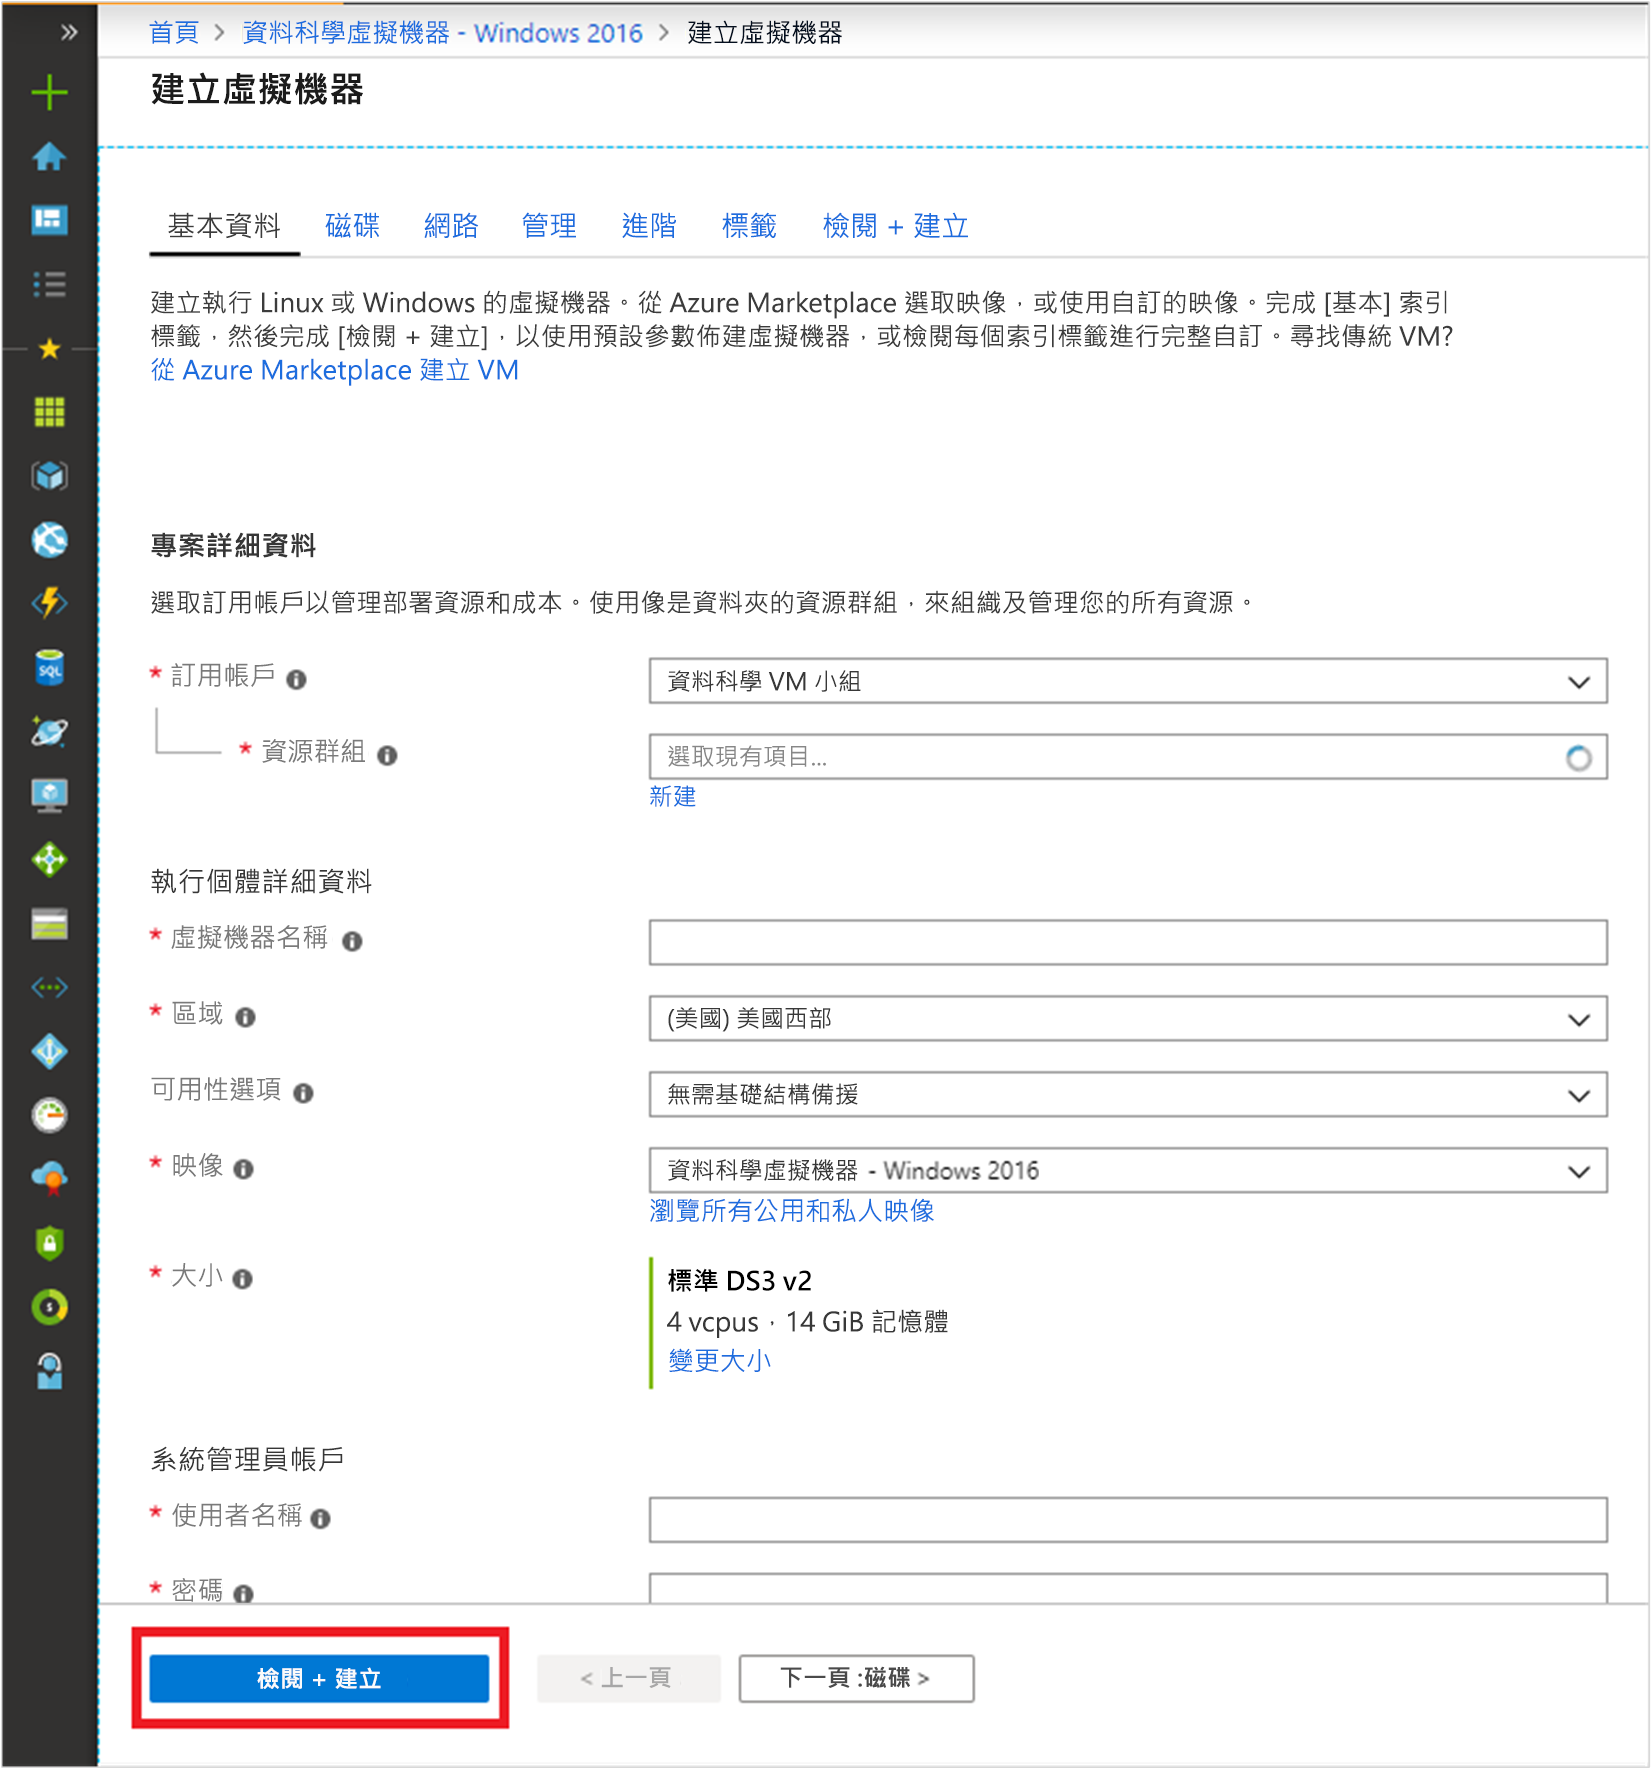 首頁 > 資料科學虛擬機器 - Windows 2016 > 建立虛擬機器
建立虛擬機器
基本資料 磁碟 網路 管理 進階 標籤 檢閱 + 建立
建立執行 Linux 或 Windows 的虛擬機器。從 Azure Marketplace 選取映像，或使用自訂的映像。完成 [基本] 索引
標籤，然後完成 [檢閱 + 建立]，以使用預設參數佈建虛擬機器，或檢閱每個索引標籤進行完整自訂。尋找傳統 VM?
從 Azure Marketplace 建立 VM
專案詳細資料
選取訂用帳戶以管理部署資源和成本。使用像是資料夾的資源群組，來組織及管理您的所有資源。
* 訂用帳戶 資料科學 VM 小組
* 資源群組 選取現有項目...
新建
執行個體詳細資料
* 虛擬機器名稱
* 區域 (美國) 美國西部
可用性選項 無需基礎結構備援
* 映像 資料科學虛擬機器 - Windows 2016
瀏覽所有公用和私人映像
* 大小 標準 DS3 v2
4 vcpus，14 GiB 記憶體
變更大小
系統管理員帳戶
* 使用者名稱
* 密碼
檢閱 + 建立 < 上一頁 下一頁 :磁碟 >
SQL